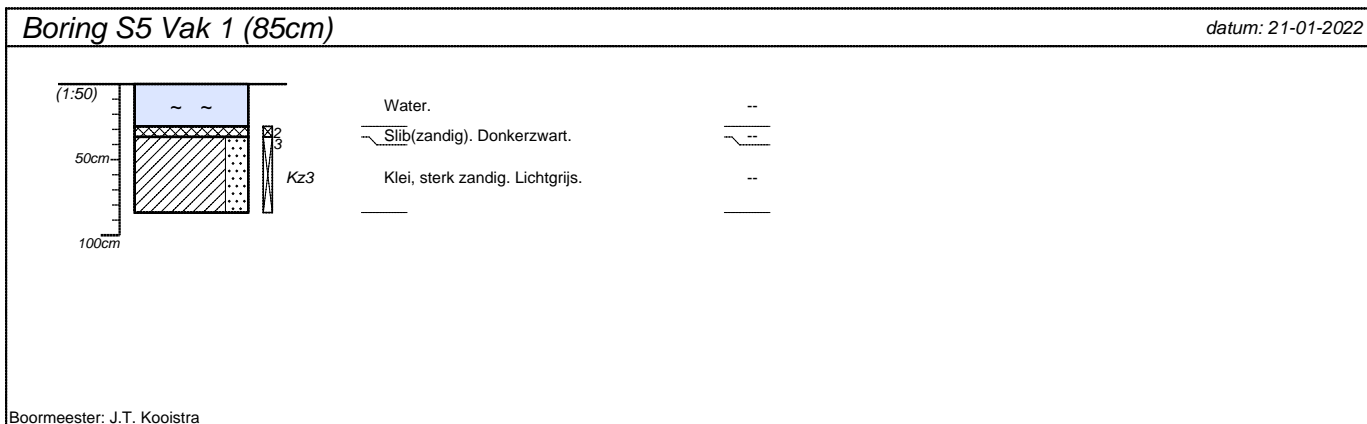 Boring S5 Vak 1 (85cm) datum: 21-01-2022
(1:50)
~ ~ Water. --
2 Slib(zandig). Donkerzwart. --
3
50cm
Kz3 Klei, sterk zandig. Lichtgrijs. --
100cm
Boormeester: J.T. Kooistra